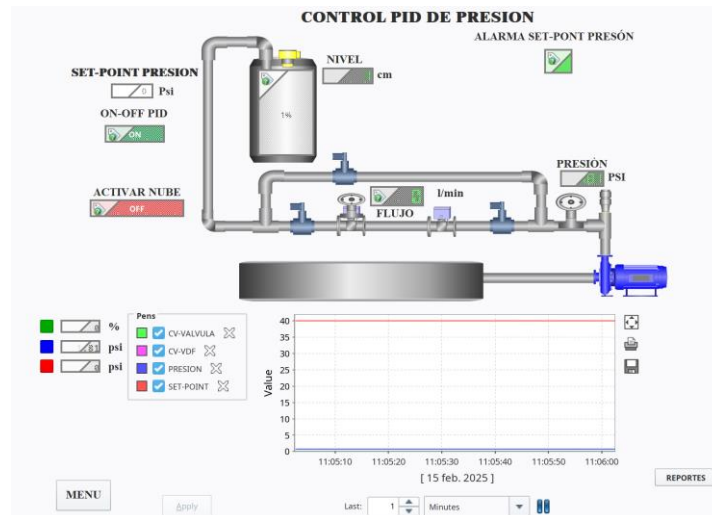 CONTROL PID DE PRESION
ALARMA SET-PONT PRESÓN
NIVEL
SET-POINT PRESION
cm
0 Psi
ON-OFF PID
1%
ON
ACTIVAR NUBE
PRESIÓN
OFF
PSI
l/min
FLUJO
%
Pens
CV-VALVULA
psi
CV-VDF
PRESION
psi
SET-POINT
Value
40
35
30
25
20
15
10
5
0
11:05:10 11:05:20 11:05:30 11:05:40 11:05:50 11:06:00
[ 15 feb. 2025 ]
REPORTES
MENU
Apply
Last: 1 Minutes